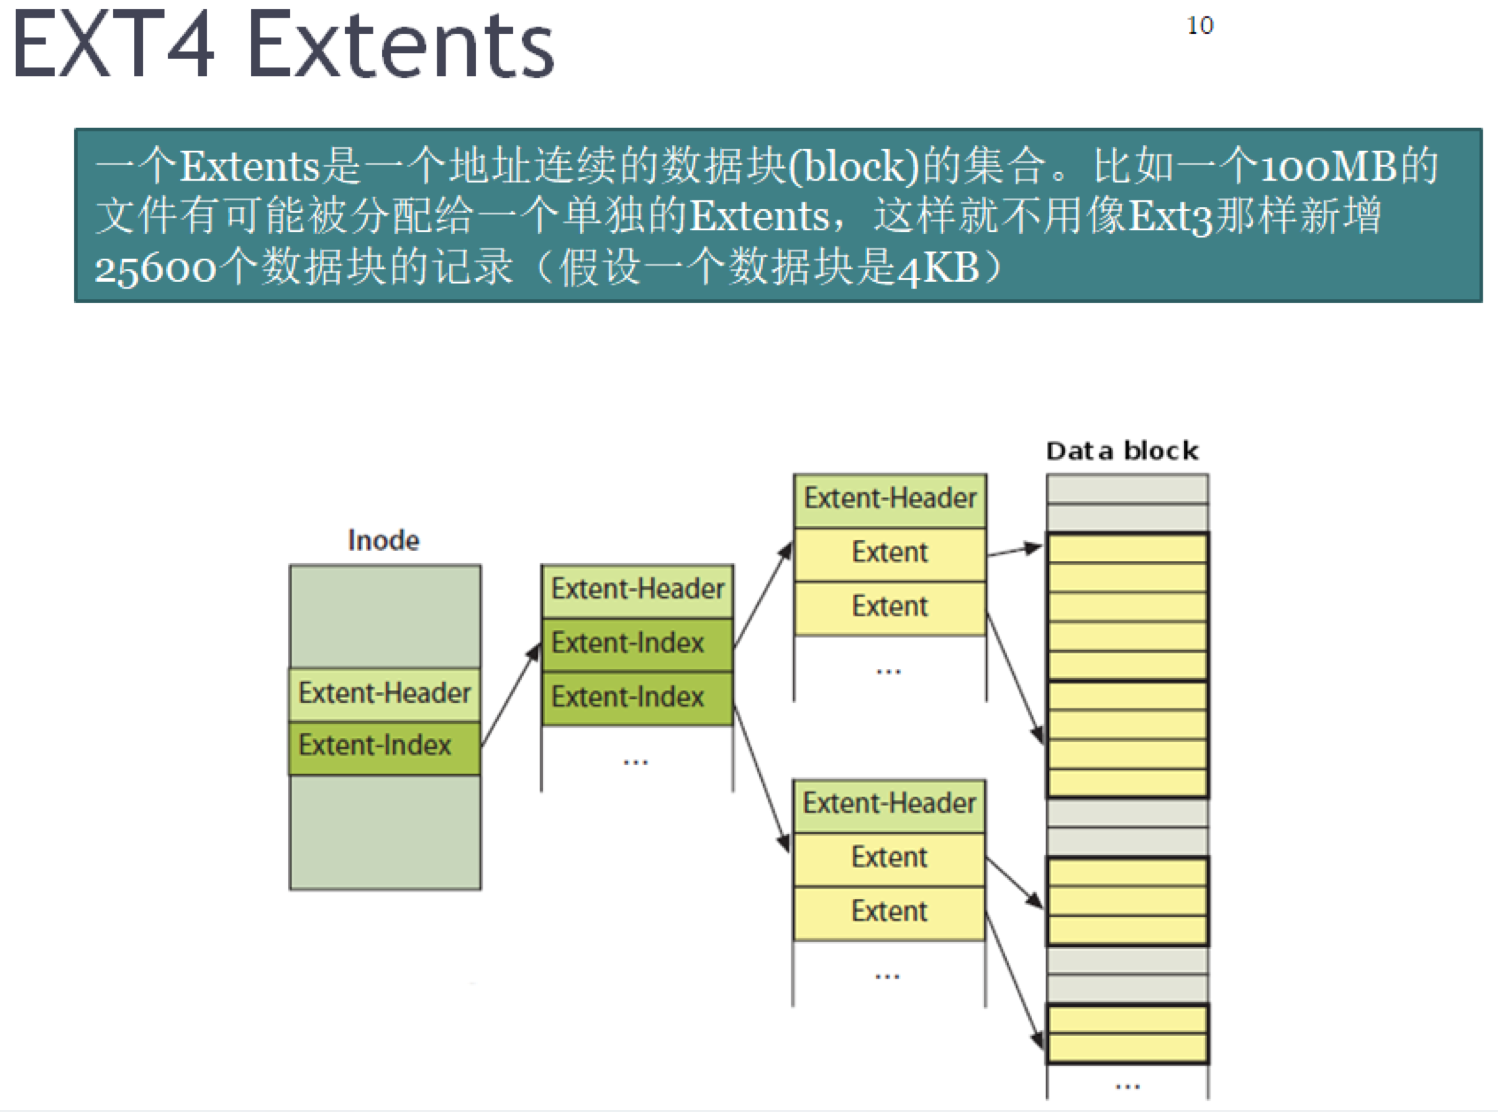 EXT4 Extents
10
一个Extents是一个地址连续的数据块(block)的集合。比如一个100MB的
文件有可能被分配给一个单独的Extents，这样就不用像Ext3那样新增
25600个数据块的记录（假设一个数据块是4KB）
Data block
Inode
Extent-Header
Extent-Index
Extent-Header
Extent-Index
Extent-Index
...
Extent-Header
Extent
Extent
...
Extent-Header
Extent
Extent
...
...